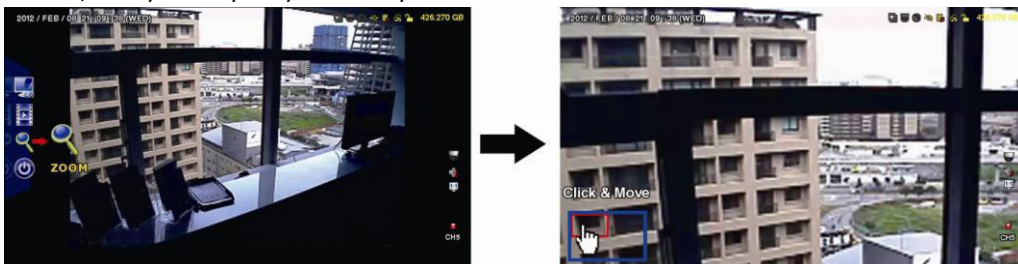 2012 / FEB / 08 21 : 09 : 38 (WED)
426.270 GB
ZOOM
CH5
2012 / FEB / 08 21 : 09 : 38 (WED)
Click & Move
CH5